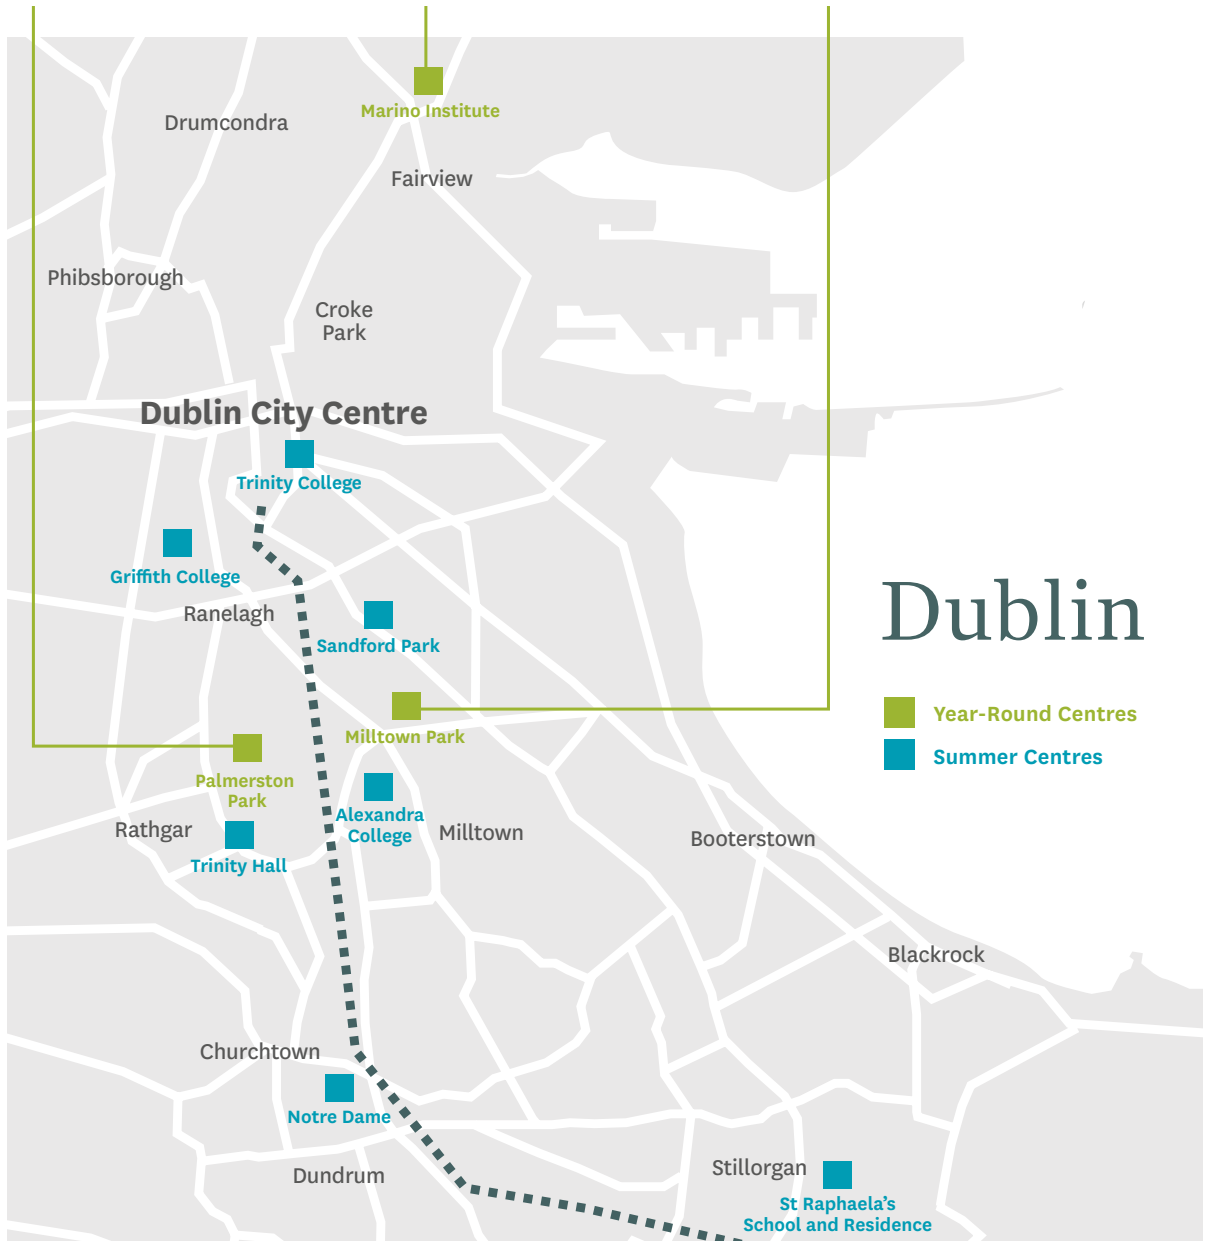 Marino Institute
Drumcondra
Fairview
Phibsborough
Croke
Park
Dublin City Centre
Trinity College
Griffith College
Ranelagh
Sandford Park
Dublin
Year-Round Centres
Summer Centres
Milltown Park
Palmerston
Park
Alexandra
College
Rathgar
Milltown
Booterstown
Trinity Hall
Blackrock
Churchtown
Notre Dame
Dundrum
Stillorgan
St Raphaela’s
School and Residence